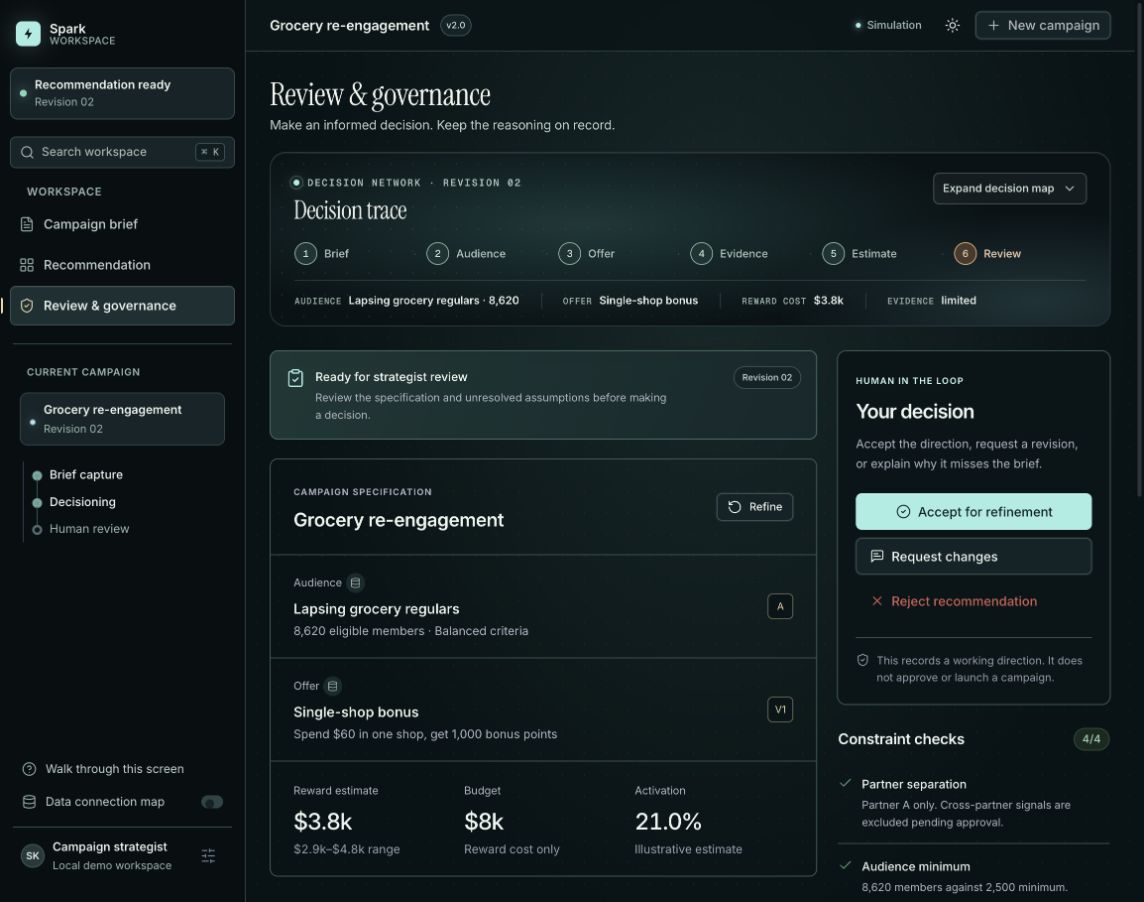 Spark
WORKSPACE
Recommendation ready
Revision 02
Search workspace
⌘ K
WORKSPACE
Campaign brief
Recommendation
Review & governance
CURRENT CAMPAIGN
Grocery re-engagement
Revision 02
Brief capture
Decisioning
Human review
Walk through this screen
Data connection map
SK
Campaign strategist
Local demo workspace
Grocery re-engagement
v2.0
Simulation
New campaign
Review & governance
Make an informed decision. Keep the reasoning on record.
DECISION NETWORK · REVISION 02
Decision trace
Expand decision map
1 Brief
2 Audience
3 Offer
4 Evidence
5 Estimate
6 Review
AUDIENCE Lapsing grocery regulars · 8,620
OFFER Single-shop bonus
REWARD COST $3.8k
EVIDENCE limited
Ready for strategist review
Revision 02
Review the specification and unresolved assumptions before making
a decision.
CAMPAIGN SPECIFICATION
Grocery re-engagement
Refine
Audience
Lapsing grocery regulars
8,620 eligible members · Balanced criteria
A
Offer
Single-shop bonus
Spend $60 in one shop, get 1,000 bonus points
V1
Reward estimate
$3.8k
$2.9k–$4.8k range
Budget
$8k
Reward cost only
Activation
21.0%
Illustrative estimate
HUMAN IN THE LOOP
Your decision
Accept the direction, request a revision,
or explain why it misses the brief.
Accept for refinement
Request changes
Reject recommendation
This records a working direction. It does
not approve or launch a campaign.
Constraint checks
4/4
Partner separation
Partner A only. Cross-partner signals are
excluded pending approval.
Audience minimum
8,620 members against 2,500 minimum.